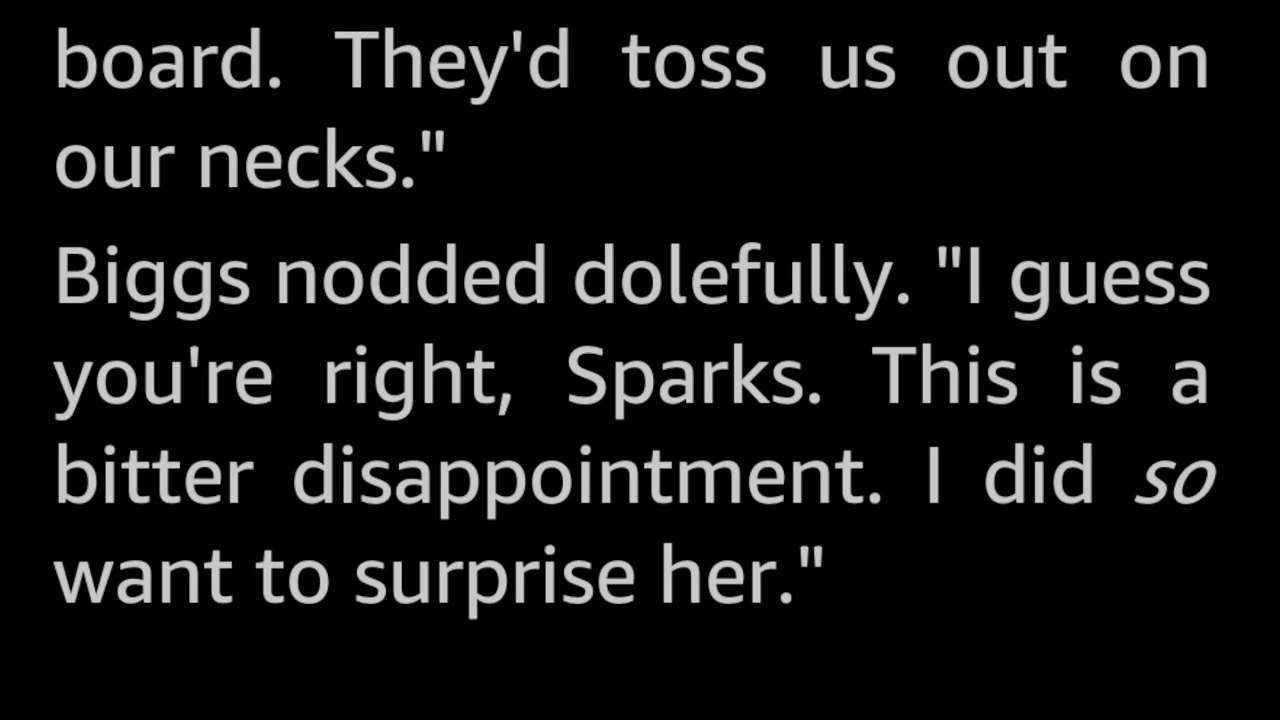 board. They'd toss us out on
our necks."
Biggs nodded dolefully. "I guess
you're right, Sparks. This is a
bitter disappointment. I did so
want to surprise her."